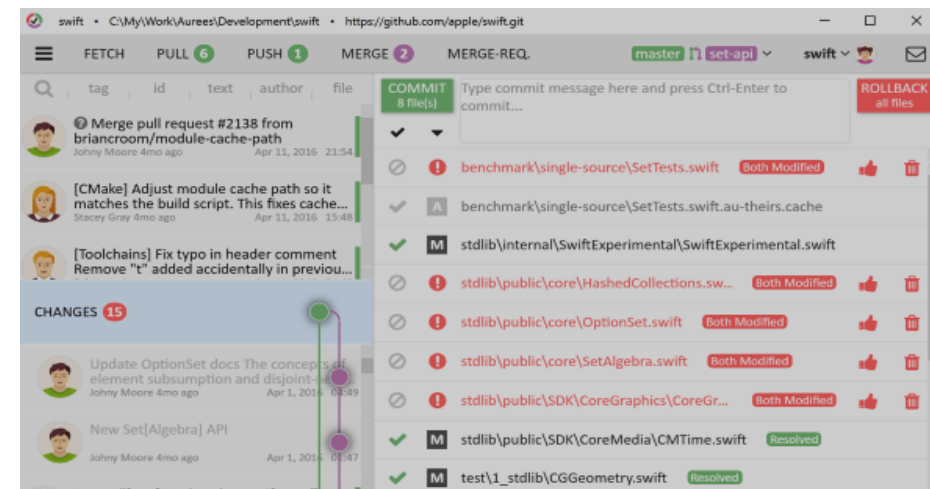 swift • C:\My\Work\Aurees\Development\swift • https://github.com/apple/swift.git
FETCH PULL 6 PUSH 1 MERGE 2 MERGE-REQ. master set-api swift
tag id text author file
COMMIT
8 file(s)
Type commit message here and press Ctrl-Enter to
commit...
ROLLBACK
all files
Merge pull request #2138 from
briancroom/module-cache-path
Johny Moore 4mo ago Apr 11, 2016 21:54
[CMake] Adjust module cache path so it
matches the build script. This fixes cache...
Stacey Gray 4mo ago Apr 11, 2016 15:48
[Toolchains] Fix typo in header comment
Remove "t" added accidentally in previou...
CHANGES 15
Update OptionSet docs The concepts of
element subsumption and disjoint-
Johny Moore 4mo ago Apr 1, 2016 04:49
New Set[Algebra] API
Johny Moore 4mo ago Apr 1, 2016 01:47
benchmark\single-source\SetTests.swift Both Modified
A benchmark\single-source\SetTests.swift.au-theirs.cache
M stdlib\internal\SwiftExperimental\SwiftExperimental.swift
stdlib\public\core\HashedCollections.sw... Both Modified
stdlib\public\core\OptionSet.swift Both Modified
stdlib\public\core\SetAlgebra.swift Both Modified
stdlib\public\SDK\CoreGraphics\CoreGr... Both Modified
M stdlib\public\SDK\CoreMedia\CMTime.swift Resolved
M test\1_stdlib\CGGeometry.swift Resolved